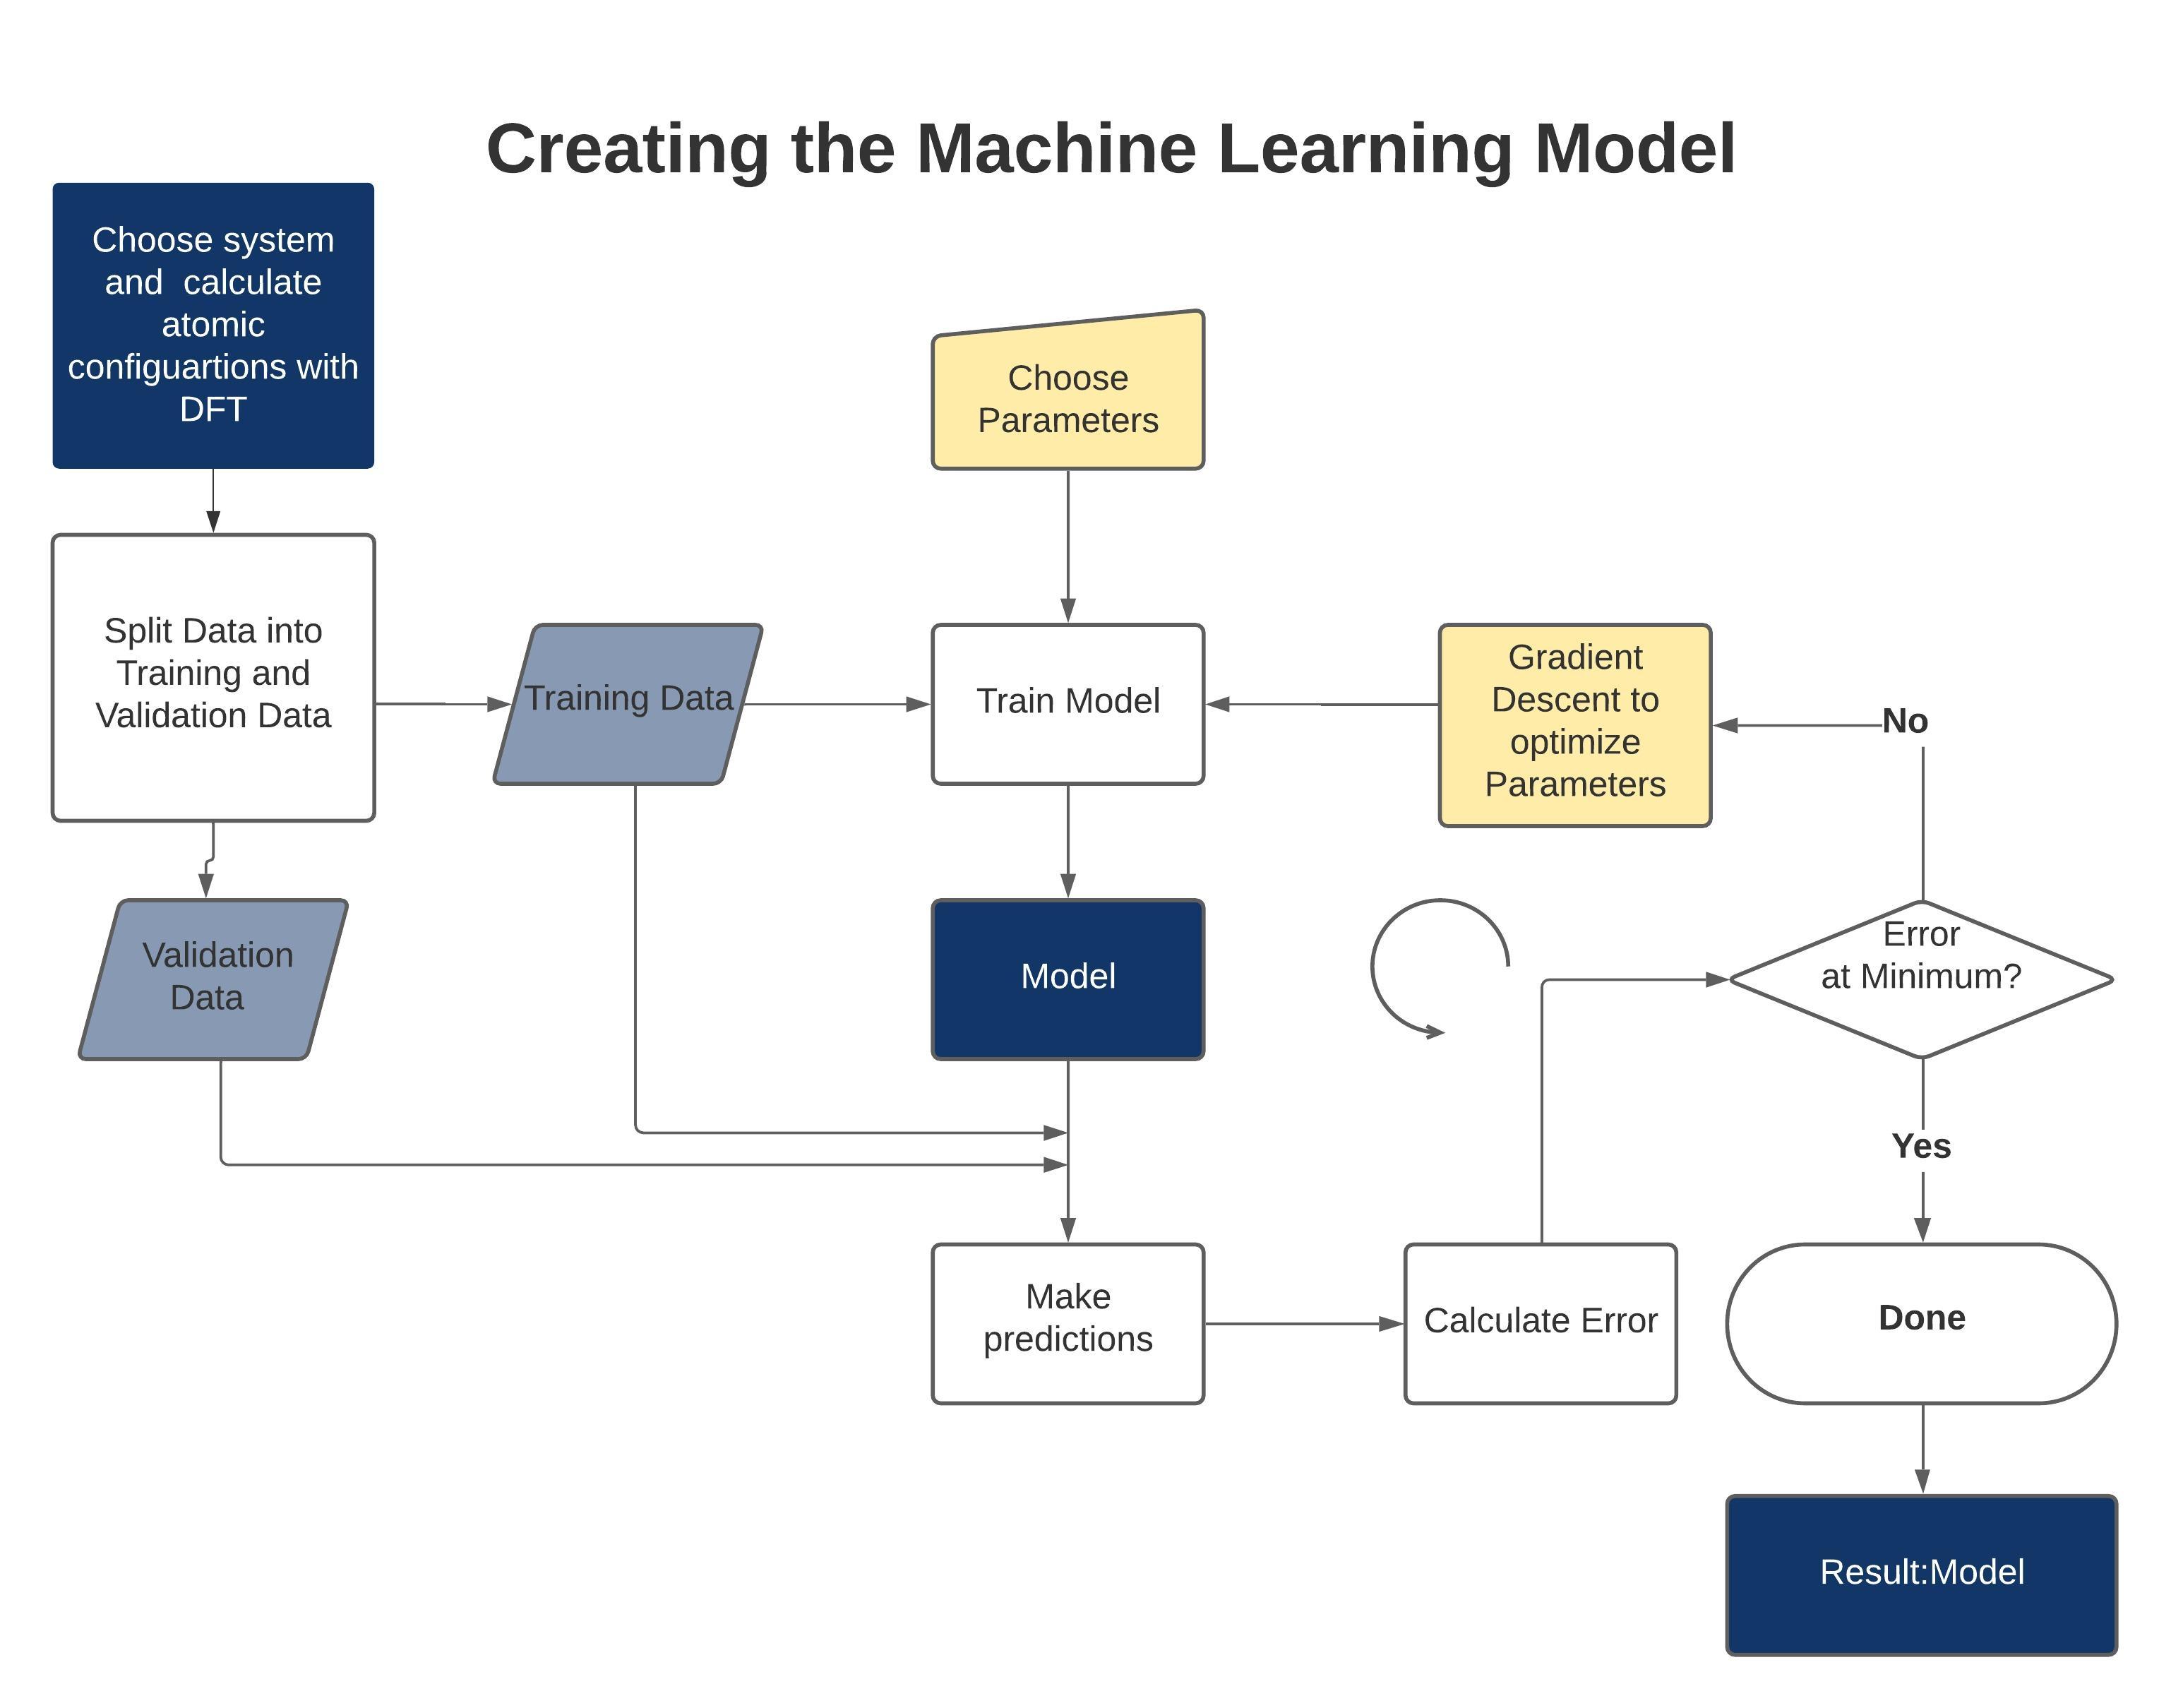 Creating the Machine Learning Model
Choose system
and  calculate
atomic
configuartions with
DFT
Choose
Parameters
Split Data into
Training and
Validation Data
Training Data
Train Model
Gradient
Descent to
optimize
Parameters
No
Validation
Data
Model
Error
at Minimum?
Yes
Make
predictions
Calculate Error
Done
Result:Model